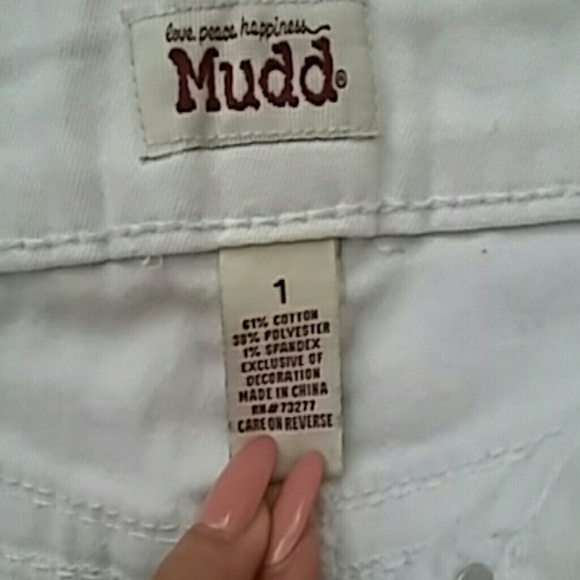 love. peace. happiness
Mudd®
1
61% COTTON
38% POLYESTER
1% SPANDEX
EXCLUSIVE OF
DECORATION
MADE IN CHINA
RN# 73277
CARE ON REVERSE